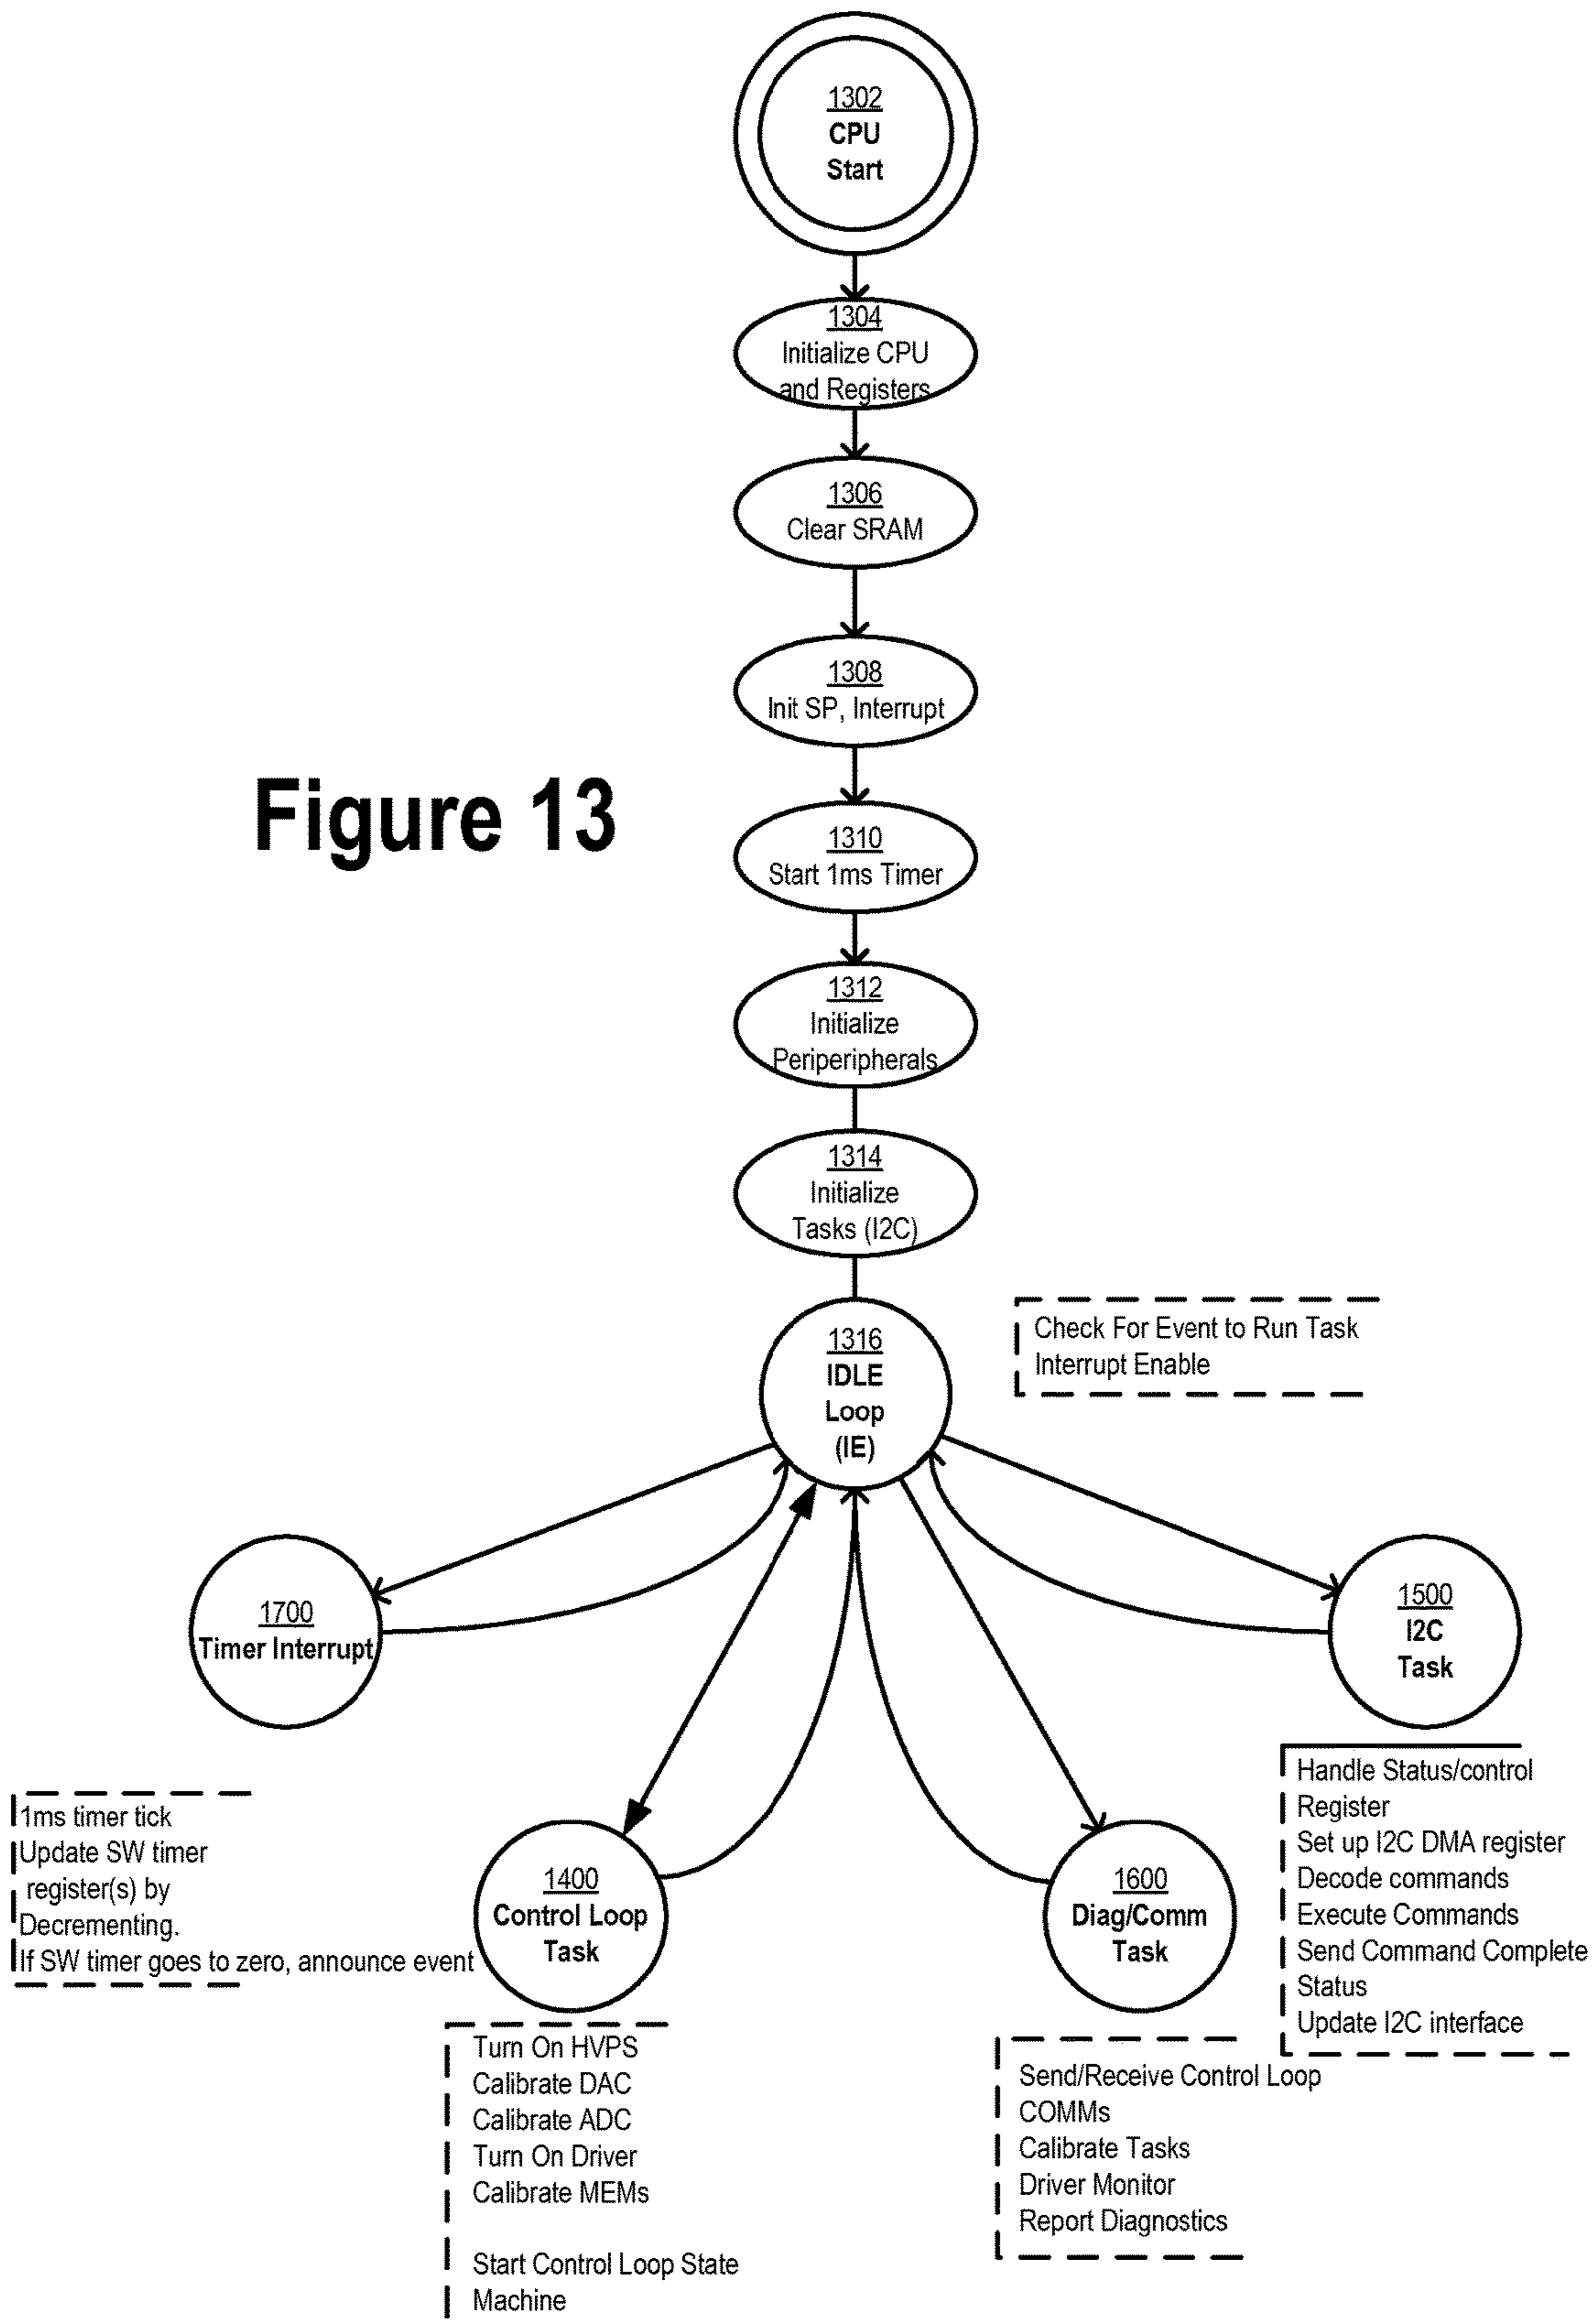 1302
CPU
Start
1304
Initialize CPU
and Registers
1306
Clear SRAM
1308
Init SP, Interrupt
Figure 13
1310
Start 1ms Timer
1312
Initialize
Periperipherals
1314
Initialize
Tasks (I2C)
1316
IDLE
Loop
(IE)
Check For Event to Run Task
Interrupt Enable
1700
Timer Interrupt
1500
I2C
Task
1ms timer tick
Update SW timer
register(s) by
Decrementing.
If SW timer goes to zero, announce event
1400
Control Loop
Task
1600
Diag/Comm
Task
Handle Status/control
Register
Set up I2C DMA register
Decode commands
Execute Commands
Send Command Complete
Status
Update I2C interface
Turn On HVPS
Calibrate DAC
Calibrate ADC
Turn On Driver
Calibrate MEMs
Start Control Loop State
Machine
Send/Receive Control Loop
COMMs
Calibrate Tasks
Driver Monitor
Report Diagnostics